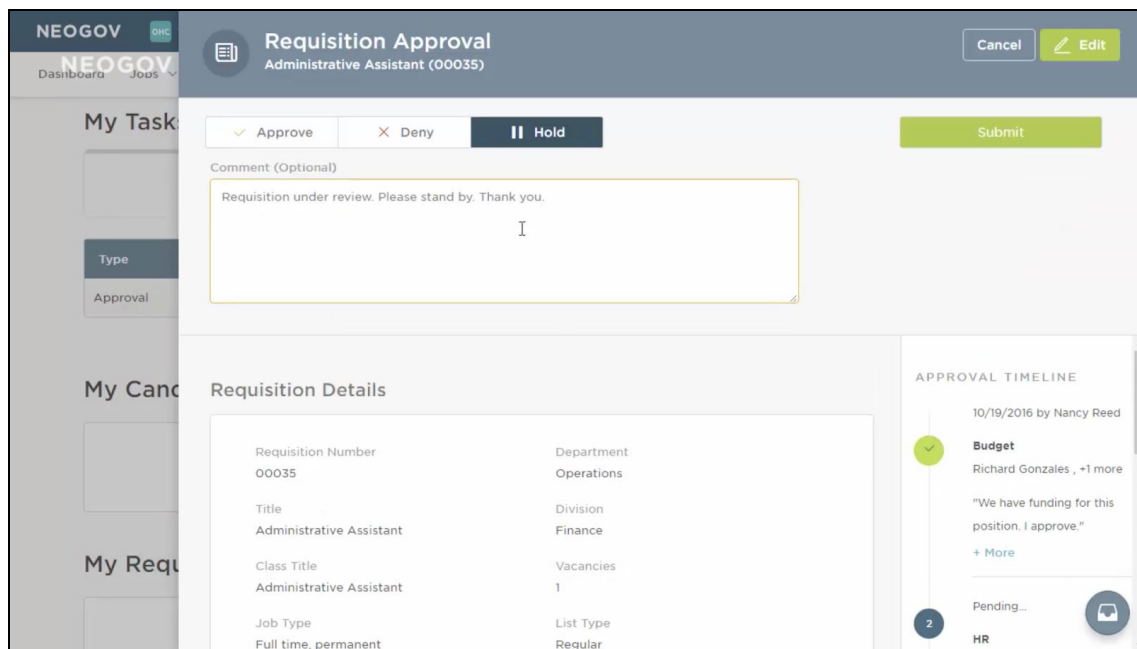 NEOGOV
OHC
NEOGOV
Dashboard Jobs
My Task
Type
Approval
My Canc
My Requ
Requisition Approval
Administrative Assistant (00035)
Cancel
Edit
Approve
Deny
Hold
Submit
Comment (Optional)
Requisition under review. Please stand by. Thank you.
Requisition Details
Requisition Number
00035
Department
Operations
Title
Administrative Assistant
Division
Finance
Class Title
Administrative Assistant
Vacancies
1
Job Type
Full time, permanent
List Type
Regular
APPROVAL TIMELINE
10/19/2016 by Nancy Reed
Budget
Richard Gonzales , +1 more
"We have funding for this
position. I approve."
+ More
Pending...
2
HR